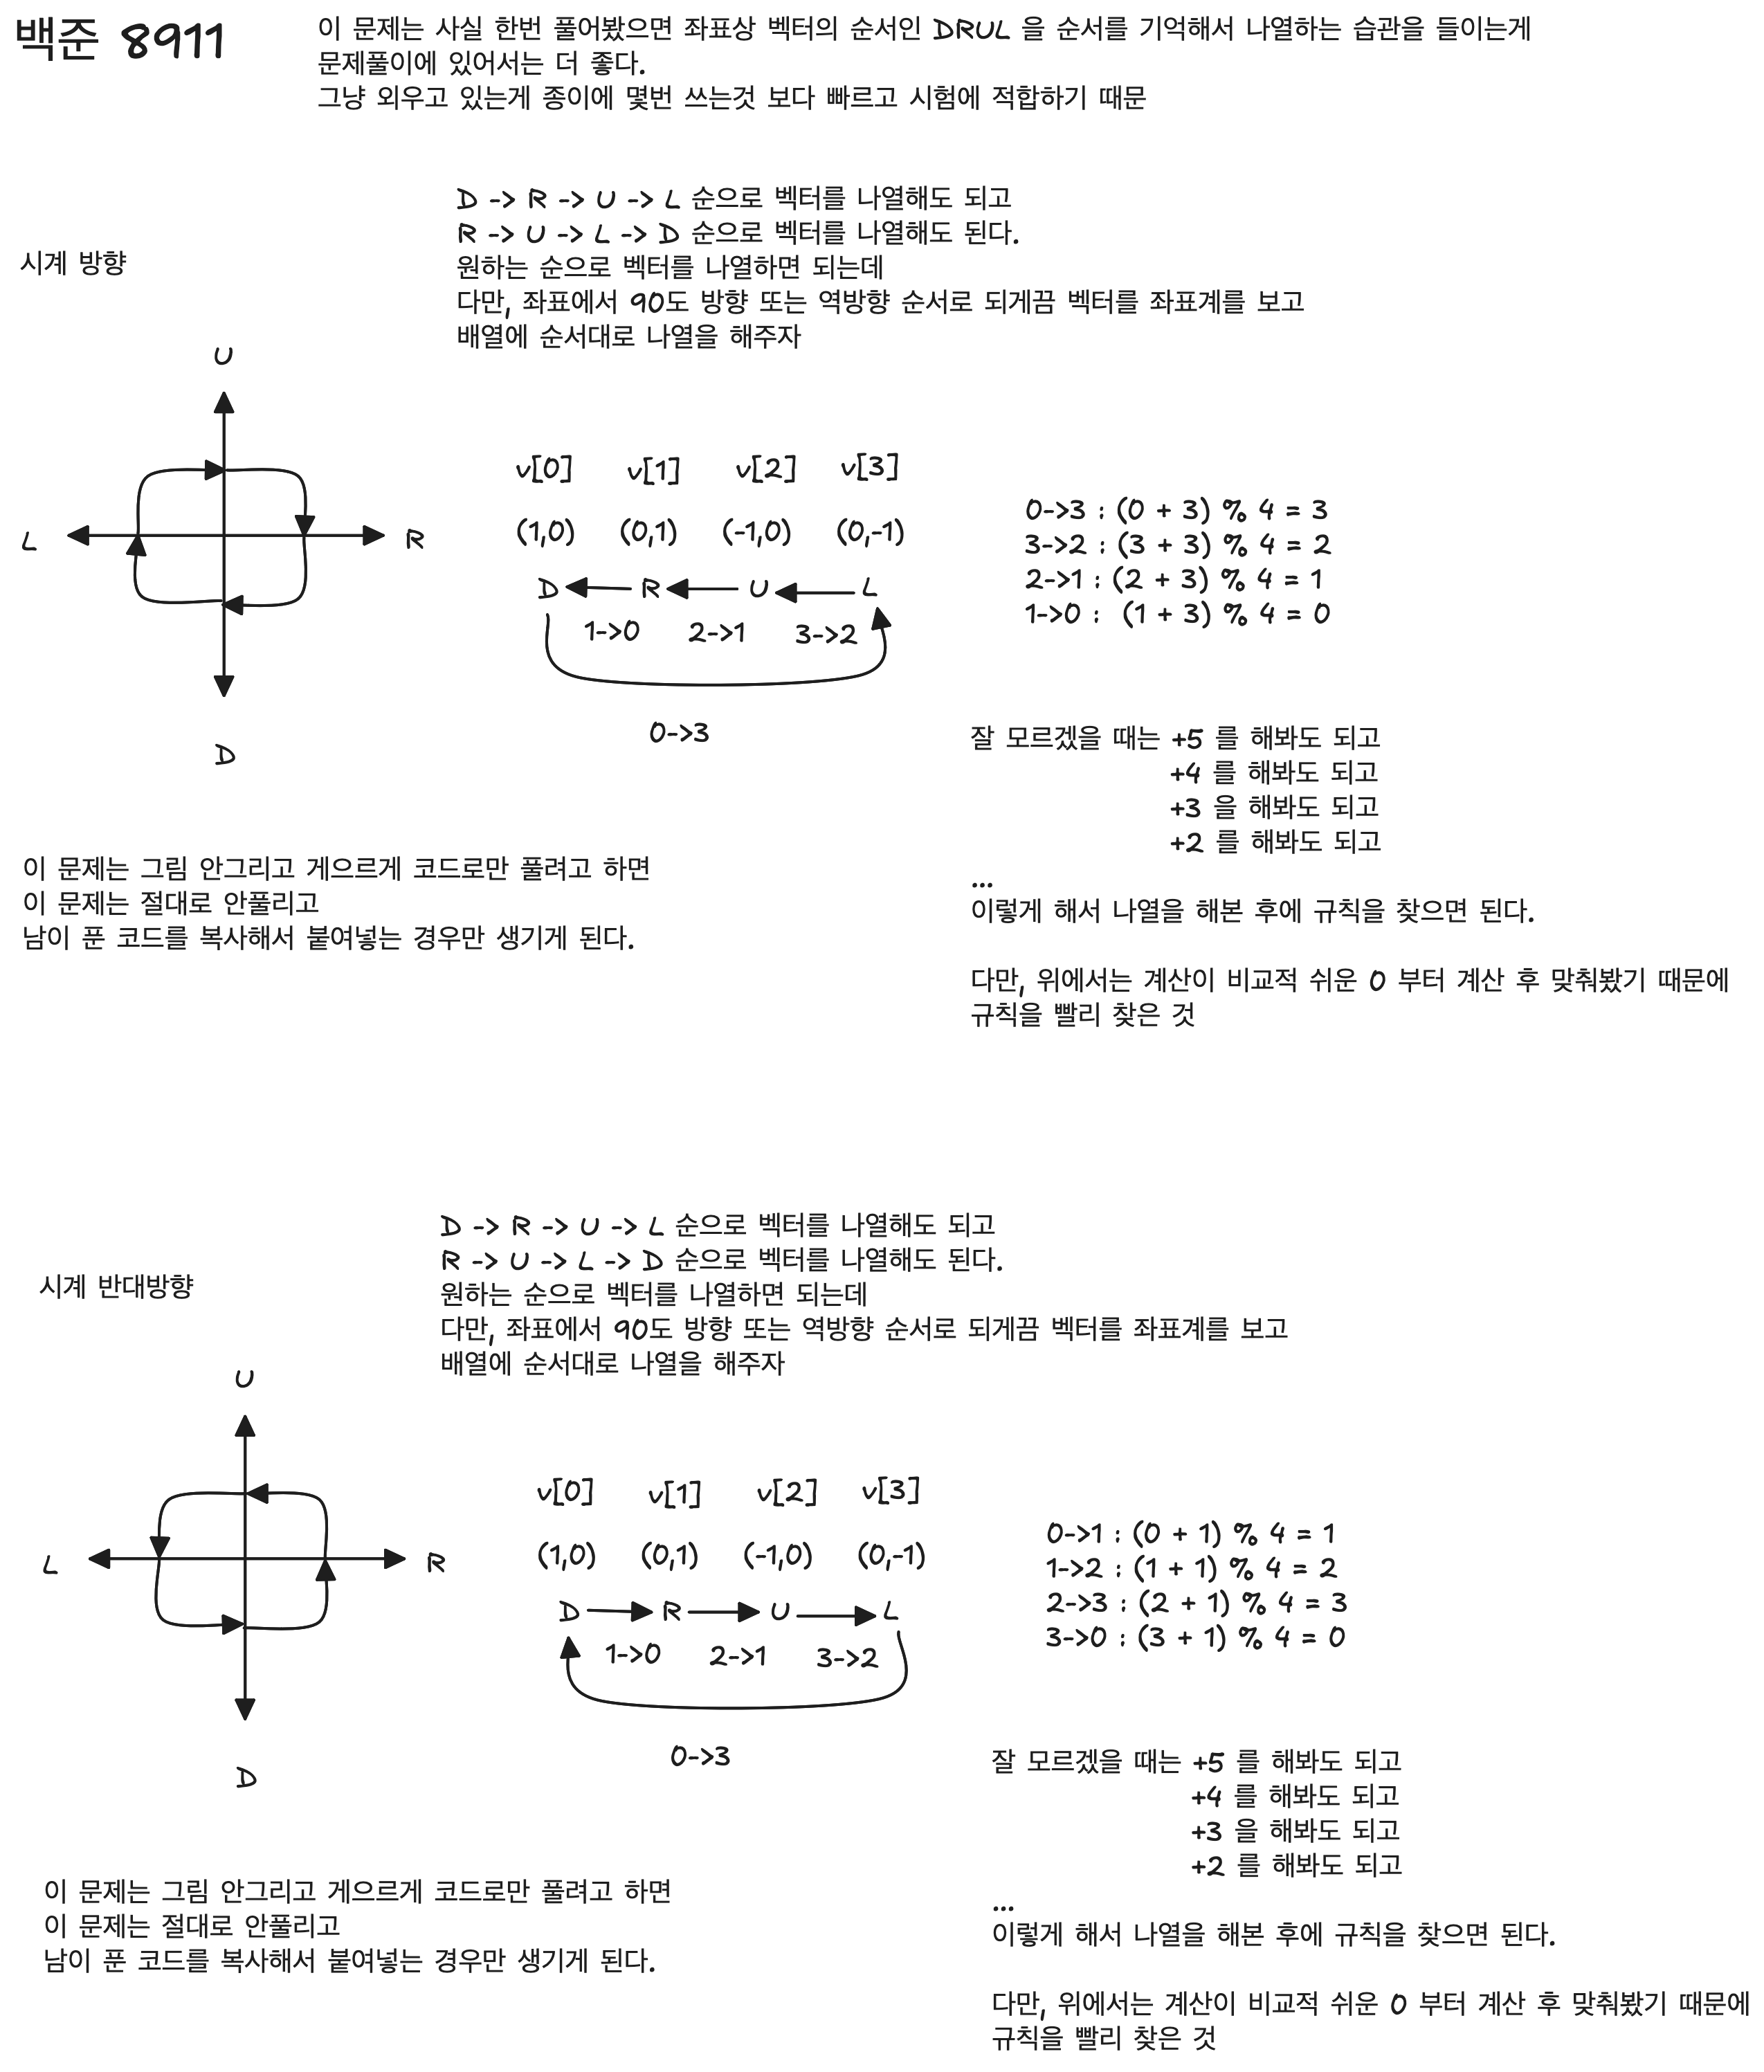 백준 8911
이 문제는 사실 한번 풀어봤으면 좌표상 벡터의 순서인 DRUL 을 순서를 기억해서 나열하는 습관을 들이는게
문제풀이에 있어서는 더 좋다.
그냥 외우고 있는게 종이에 몇번 쓰는것 보다 빠르고 시험에 적합하기 때문
D -> R -> U -> L 순으로 벡터를 나열해도 되고
R -> U -> L -> D 순으로 벡터를 나열해도 된다.
원하는 순으로 벡터를 나열하면 되는데
다만, 좌표에서 90도 방향 또는 역방향 순서로 되게끔 벡터를 좌표계를 보고
배열에 순서대로 나열을 해주자
시계 방향
U
L
R
D
v[0] v[1] v[2] v[3]
(1,0) (0,1) (-1,0) (0,-1)
D R U L
1->0 2->1 3->2
0->3
0->3 : (0 + 3) % 4 = 3
3->2 : (3 + 3) % 4 = 2
2->1 : (2 + 3) % 4 = 1
1->0 : (1 + 3) % 4 = 0
잘 모르겠을 때는 +5 를 해봐도 되고
+4 를 해봐도 되고
+3 을 해봐도 되고
+2 를 해봐도 되고
...
이렇게 해서 나열을 해본 후에 규칙을 찾으면 된다.
다만, 위에서는 계산이 비교적 쉬운 0 부터 계산 후 맞춰봤기 때문에
규칙을 빨리 찾은 것
이 문제는 그림 안그리고 게으르게 코드로만 풀려고 하면
이 문제는 절대로 안풀리고
남이 푼 코드를 복사해서 붙여넣는 경우만 생기게 된다.
D -> R -> U -> L 순으로 벡터를 나열해도 되고
R -> U -> L -> D 순으로 벡터를 나열해도 된다.
원하는 순으로 벡터를 나열하면 되는데
다만, 좌표에서 90도 방향 또는 역방향 순서로 되게끔 벡터를 좌표계를 보고
배열에 순서대로 나열을 해주자
시계 반대방향
U
L
R
D
v[0] v[1] v[2] v[3]
(1,0) (0,1) (-1,0) (0,-1)
D R U L
1->0 2->1 3->2
0->3
0->1 : (0 + 1) % 4 = 1
1->2 : (1 + 1) % 4 = 2
2->3 : (2 + 1) % 4 = 3
3->0 : (3 + 1) % 4 = 0
잘 모르겠을 때는 +5 를 해봐도 되고
+4 를 해봐도 되고
+3 을 해봐도 되고
+2 를 해봐도 되고
...
이렇게 해서 나열을 해본 후에 규칙을 찾으면 된다.
다만, 위에서는 계산이 비교적 쉬운 0 부터 계산 후 맞춰봤기 때문에
규칙을 빨리 찾은 것
이 문제는 그림 안그리고 게으르게 코드로만 풀려고 하면
이 문제는 절대로 안풀리고
남이 푼 코드를 복사해서 붙여넣는 경우만 생기게 된다.